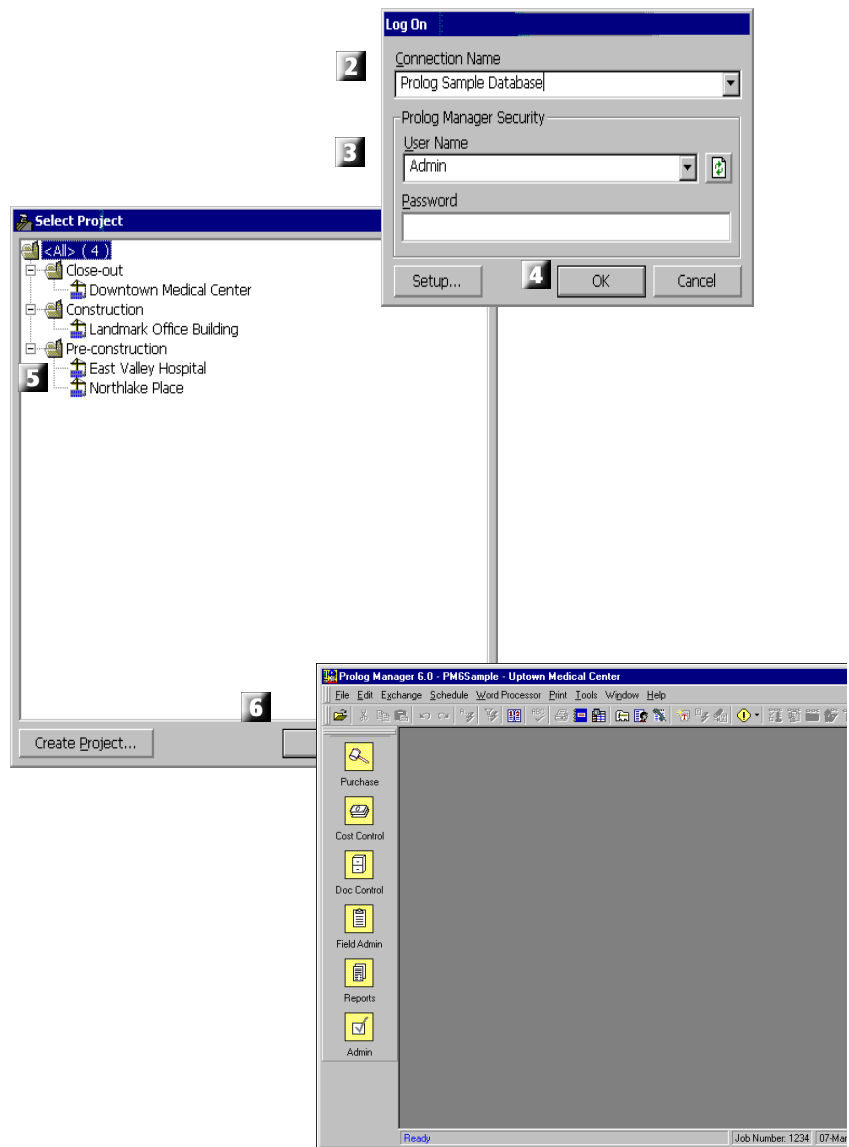 Log On
2
Connection Name
Prolog Sample Database
Prolog Manager Security
3
User Name
Admin
Password
Setup...
4
OK
Cancel
Select Project
<All> ( 4 )
Close-out
Downtown Medical Center
Construction
Landmark Office Building
Pre-construction
5
East Valley Hospital
Northlake Place
6
Create Project...
Prolog Manager 6.0 - PM6Sample - Uptown Medical Center
File Edit Exchange Schedule Word Processor Print Tools Window Help
Purchase
Cost Control
Doc Control
Field Admin
Reports
Admin
Ready
Job Number: 1234